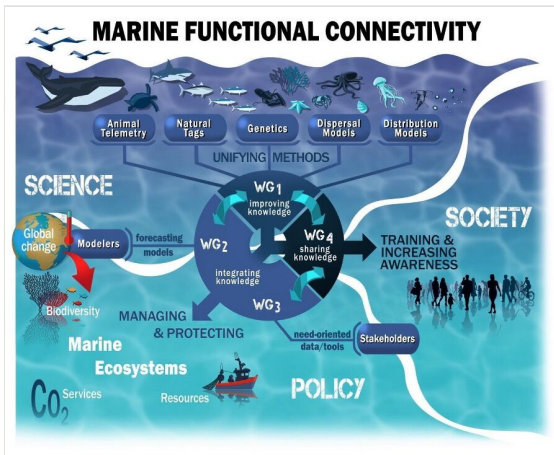 MARINE FUNCTIONAL CONNECTIVITY
Animal
Telemetry
Natural
Tags
Genetics
Dispersal
Models
Distribution
Models
UNIFYING METHODS
SCIENCE
SOCIETY
POLICY
WG1
improving
knowledge
WG2
integrating
knowledge
WG3
WG4
sharing
knowledge
Global
change
Modelers
forecasting
models
TRAINING &
INCREASING
AWARENESS
Biodiversity
MANAGING
& PROTECTING
need-oriented
data/tools
Stakeholders
Marine
Ecosystems
CO2
Services
Resources